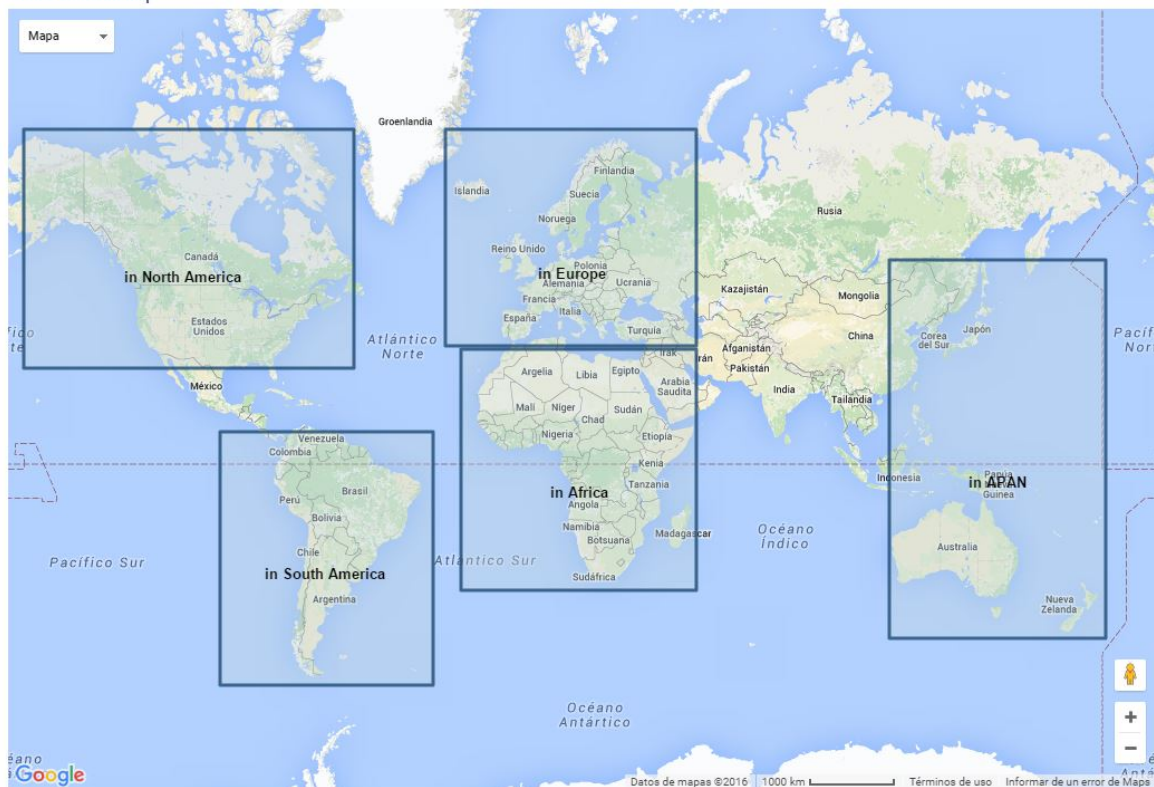 Mapa
Groenlandia
Islandia
Finlandia
Suecia
Noruega
Rusia
Reino Unido
Canadá
in North America
Polonia
in Europe
Alemania
Ucrania
Kazajistán
Mongolia
Francia
Estados
Unidos
Italia
España
Turquía
Atlántico
Norte
China
Corea
del Sur
Japón
Afganistán
Irak
Pakistán
Argelia
Libia
Egipto
Arabia
Saudita
México
India
Tailandia
Malí
Níger
Chad
Sudán
Venezuela
Colombia
Nigeria
Etiopía
Kenia
Indonesia
in APAN
Guinea
Perú
Brasil
in Africa
Tanzania
Angola
Bolivia
Namibia
Botsuana
Madagascar
Océano
Índico
Pacífico Sur
Chile
Atlántico Sur
Australia
in South America
Sudáfrica
Argentina
Nueva
Zelanda
Océano
Antártico
Google
Datos de mapas ©2016
1000 km
Términos de uso
Informar de un error de Maps